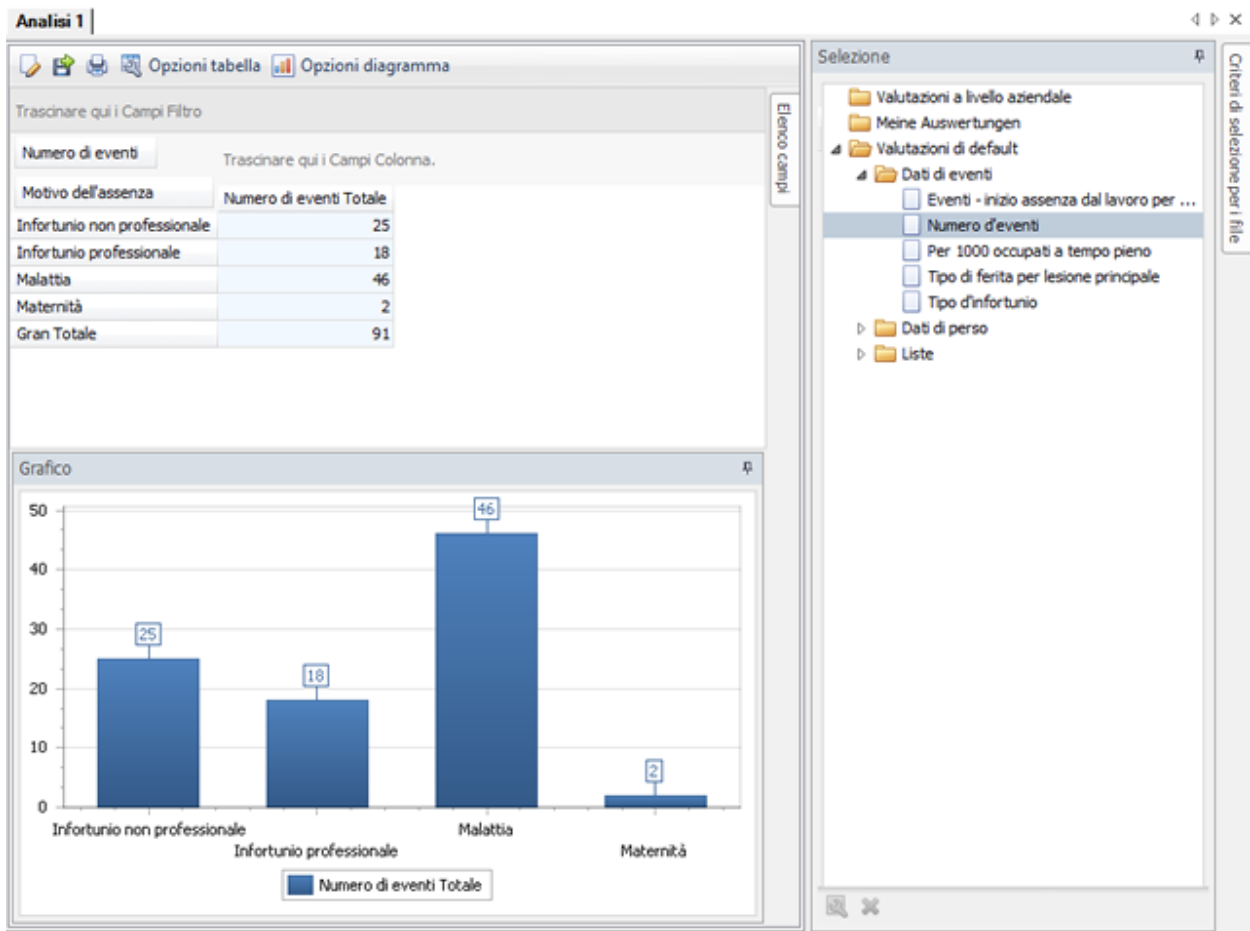 Analisi 1
Opzioni tabella Opzioni diagramma
Trascinare qui i Campi Filtro
Numero di eventi
Trascinare qui i Campi Colonna.
Motivo dell'assenza
Numero di eventi Totale
Infortunio non professionale 25
Infortunio professionale 18
Malattia 46
Maternità 2
Gran Totale 91
Elenco campi
Grafico
50
40
30
20
10
0
25
18
46
2
Infortunio non professionale
Infortunio professionale
Malattia
Maternità
Numero di eventi Totale
Selezione
Valutazioni a livello aziendale
Meine Auswertungen
Valutazioni di default
Dati di eventi
Eventi - inizio assenza dal lavoro per ...
Numero d'eventi
Per 1000 occupati a tempo pieno
Tipo di ferita per lesione principale
Tipo d'infortunio
Dati di perso
Liste
Criteri di selezione per i file